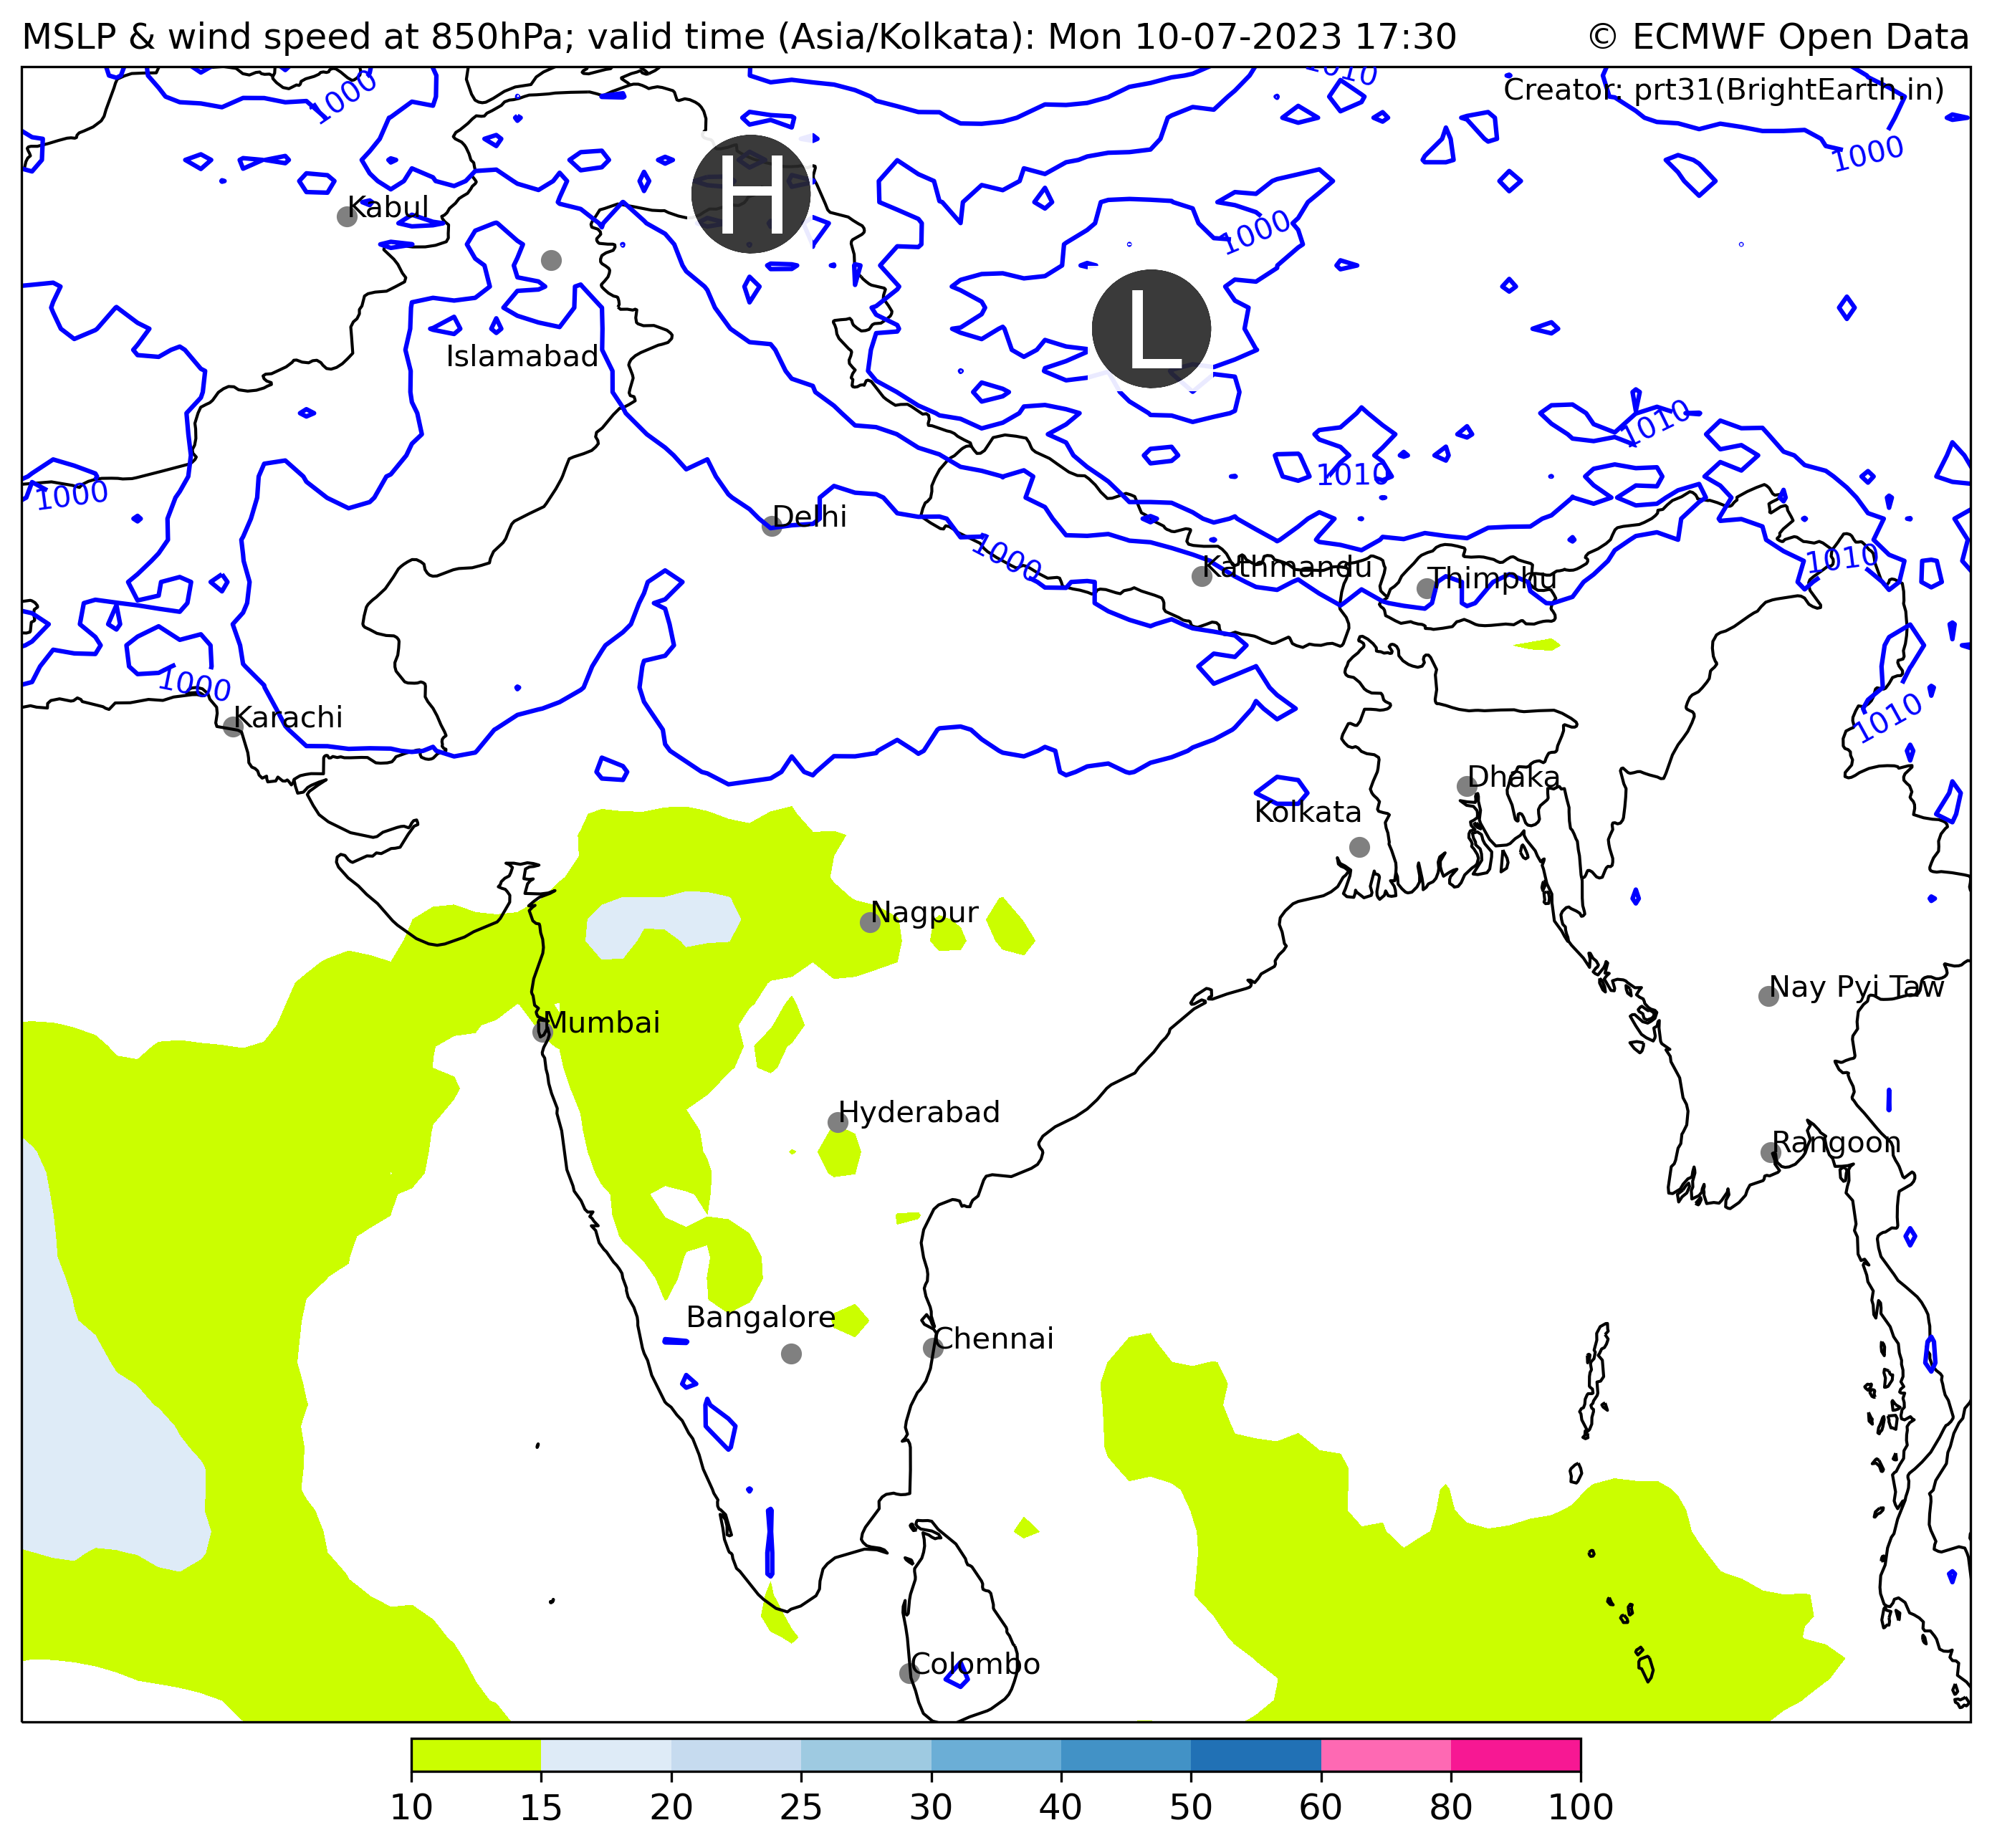 MSLP & wind speed at 850hPa; valid time (Asia/Kolkata): Mon 10-07-2023 17:30
© ECMWF Open Data
1010
Creator: prt31(BrightEarth.in)
1000
1000
H
Kabul
1000
L
Islamabad
1010
1010
1000
Delhi
1000
Kathmandu
1010
Thimphu
1000
1010
Karachi
Dhaka
Kolkata
Nagpur
Nay Pyi Taw
Mumbai
Hyderabad
Rangoon
Bangalore
Chennai
Colombo
10 15 20 25 30 40 50 60 80 100